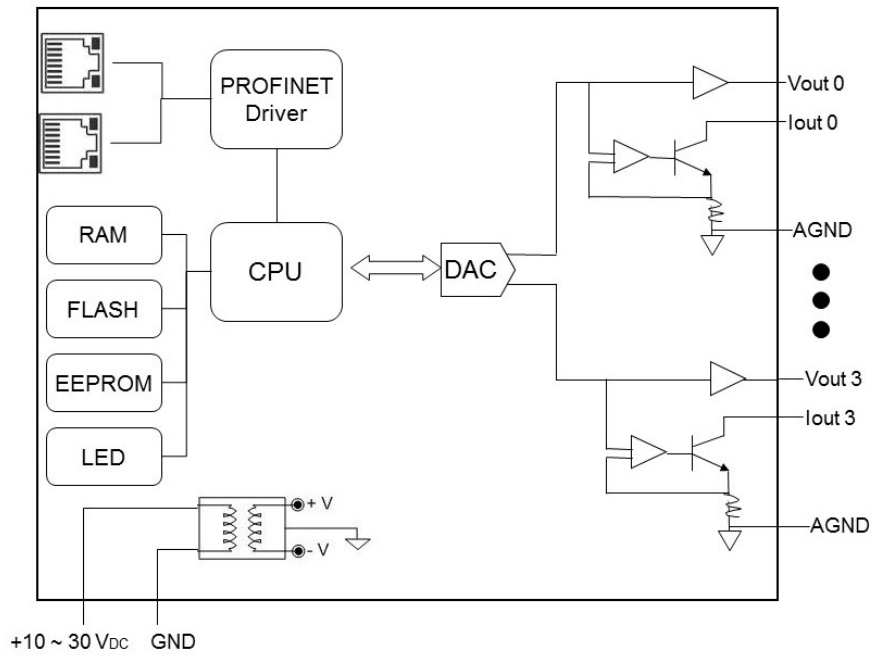 PROFINET
Driver
RAM
FLASH
EEPROM
LED
CPU
DAC
Vout 0
Iout 0
AGND
Vout 3
Iout 3
AGND
+ V
- V
+10 ~ 30 VDC
GND